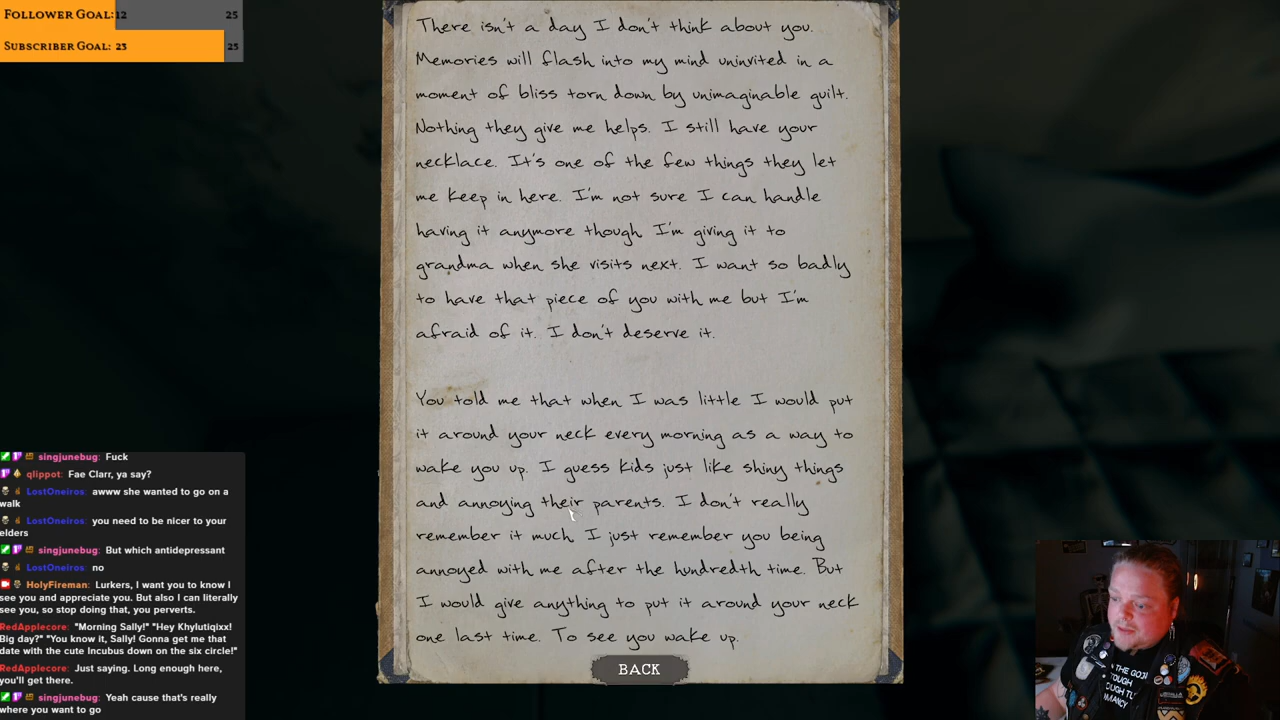 FOLLOWER GOAL: 12 25
SUBSCRIBER GOAL: 23 25
There isn't a day I don't think about you.
Memories will flash into my mind uninvited in a
moment of bliss torn down by unimaginable guilt.
Nothing they give me helps. I still have your
necklace. It's one of the few things they let
me keep in here. I'm not sure I can handle
having it anymore though I'm giving it to
grandma when she visits next. I want so badly
to have that piece of you with me but I'm
afraid of it. I don't deserve it.
You told me that when I was little I would put
it around your neck every morning as a way to
wake you up. I guess kids just like shiny things
and annoying their parents. I don't really
remember it much I just remember you being
annoyed with me after the hundredth time. But
I would give anything to put it around your neck
one last time. To see you wake up.
BACK
singjunebug: Fuck
qlippot: Fae Clarr, ya say?
LostOneiros: awww she wanted to go on a
walk
LostOneiros: you need to be nicer to your
elders
singjunebug: But which antidepressant
LostOneiros: no
HolyFireman: Lurkers, I want you to know I
see you and appreciate you. But also I can literally
see you, so stop doing that, you perverts.
RedApplecore: "Morning Sally!" "Hey Khylutiqixx!
Big day?" "You know it, Sally! Gonna get me that
date with the cute Incubus down on the six circle!"
RedApplecore: Just saying. Long enough here,
you'll get there.
singjunebug: Yeah cause that's really
where you want to go